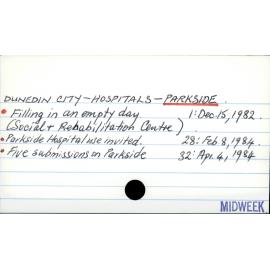 DUNEDIN CITY-HOSPITALS-PARKSIDE.
• Filling in an empty day 1: Dec 15, 1982.
(Social + Rehabilitation Centre)
• Parkside Hospital use invited. 28: Feb 8, 1984.
• Five submissions on Parkside 32: Apr. 4, 1984
MIDWEEK